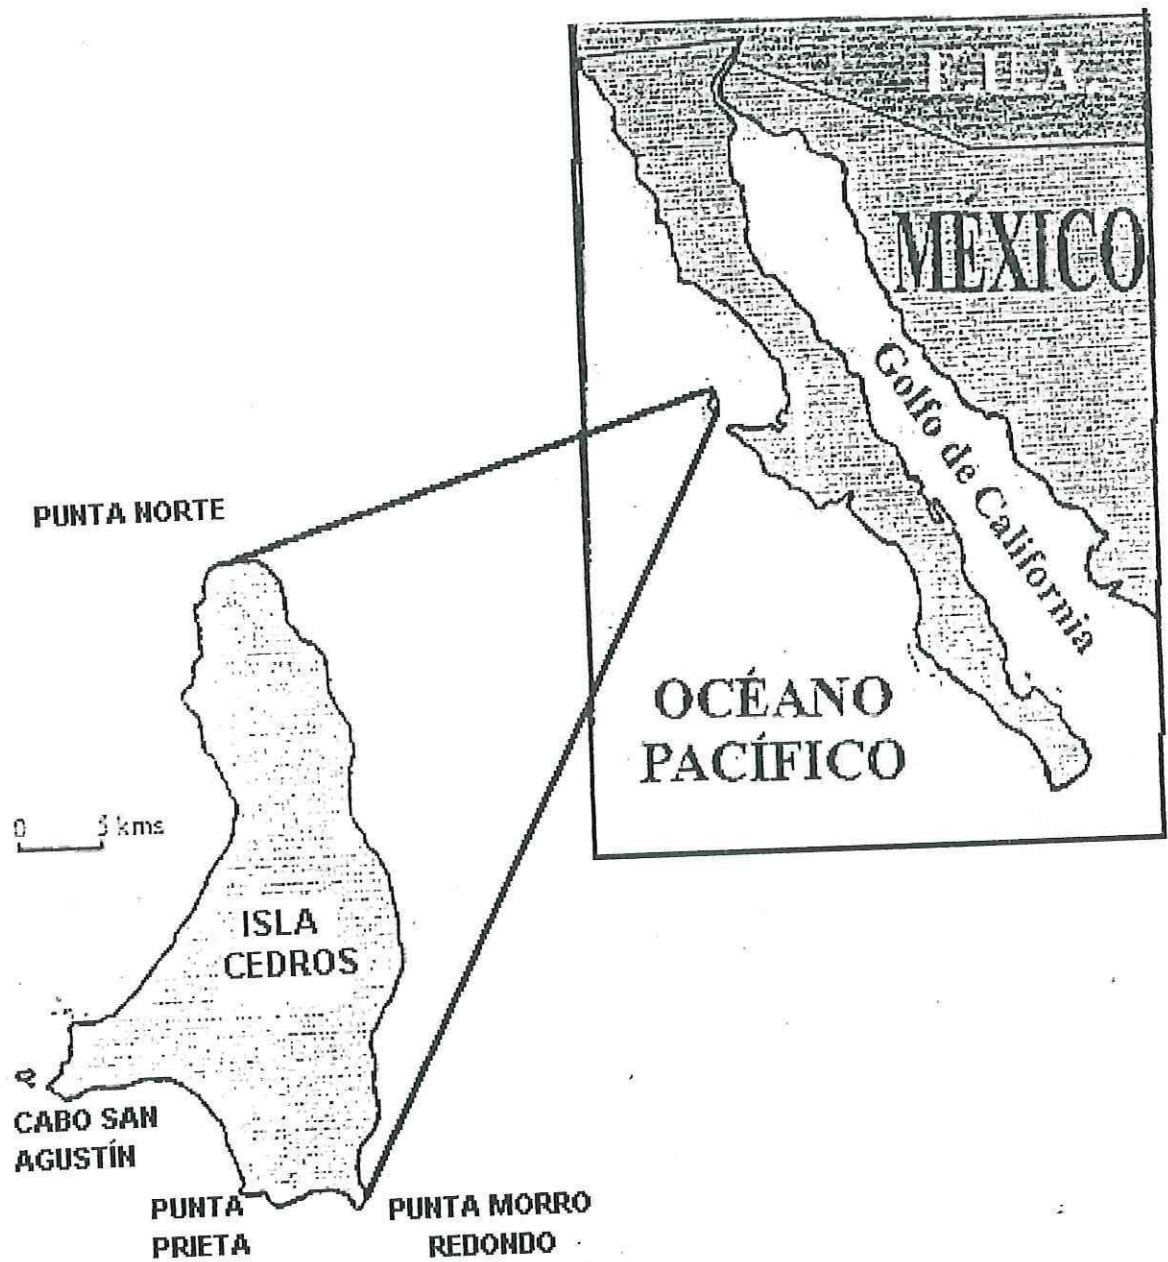 E.U.A.
MÉXICO
Golfo de California
OCÉANO
PACÍFICO
PUNTA NORTE
0 5 kms
ISLA
CEDROS
CABO SAN
AGUSTÍN
PUNTA
PRIETA
PUNTA MORRO
REDONDO